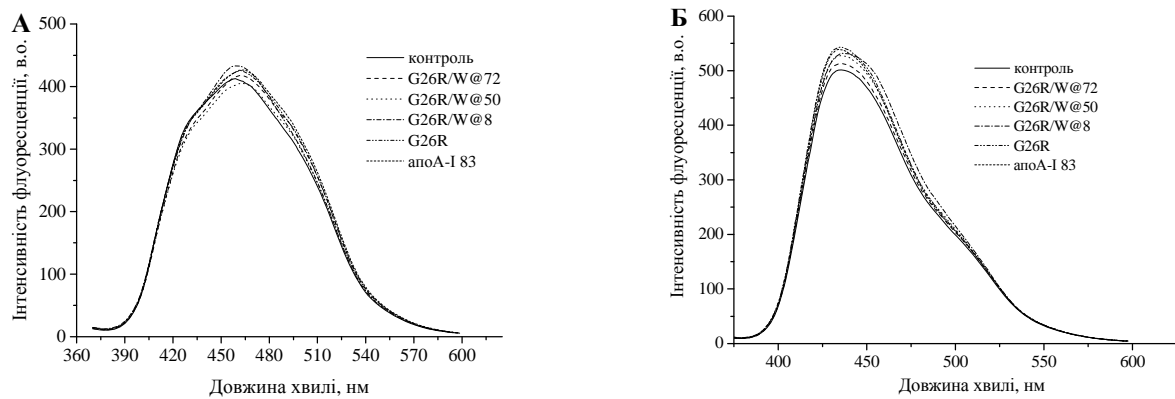 А
Інтенсивність флуоресценції, в.о.
500
400
300
200
100
0
360 390 420 450 480 510 540 570 600
Довжина хвилі, нм
контроль
G26R/W@72
G26R/W@50
G26R/W@8
G26R
апоА-І 83
Б
Інтенсивність флуоресценції, в.о.
600
500
400
300
200
100
0
400 450 500 550 600
Довжина хвилі, нм
контроль
G26R/W@72
G26R/W@50
G26R/W@8
G26R
апоА-І 83